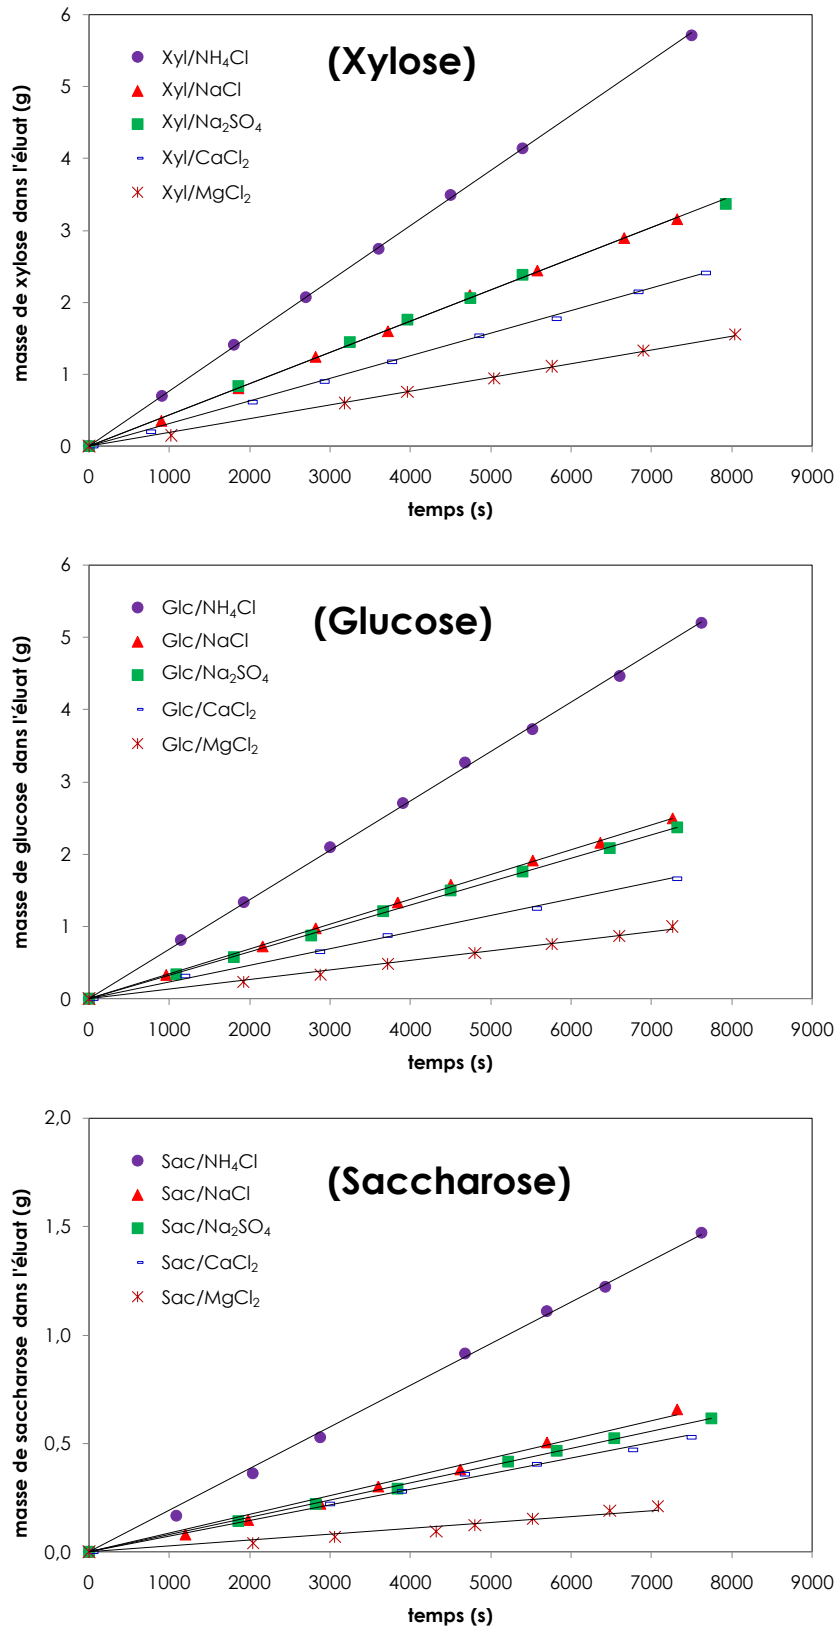 (Xylose)
Xyl/NH₄Cl
Xyl/NaCl
Xyl/Na₂SO₄
Xyl/CaCl₂
Xyl/MgCl₂
masse de xylose dans l'éluat (g)
6
5
4
3
2
1
0
0 1000 2000 3000 4000 5000 6000 7000 8000 9000
temps (s)
(Glucose)
Glc/NH₄Cl
Glc/NaCl
Glc/Na₂SO₄
Glc/CaCl₂
Glc/MgCl₂
masse de glucose dans l'éluat (g)
6
5
4
3
2
1
0
0 1000 2000 3000 4000 5000 6000 7000 8000 9000
temps (s)
(Saccharose)
Sac/NH₄Cl
Sac/NaCl
Sac/Na₂SO₄
Sac/CaCl₂
Sac/MgCl₂
masse de saccharose dans l'éluat (g)
2,0
1,5
1,0
0,5
0,0
0 1000 2000 3000 4000 5000 6000 7000 8000 9000
temps (s)